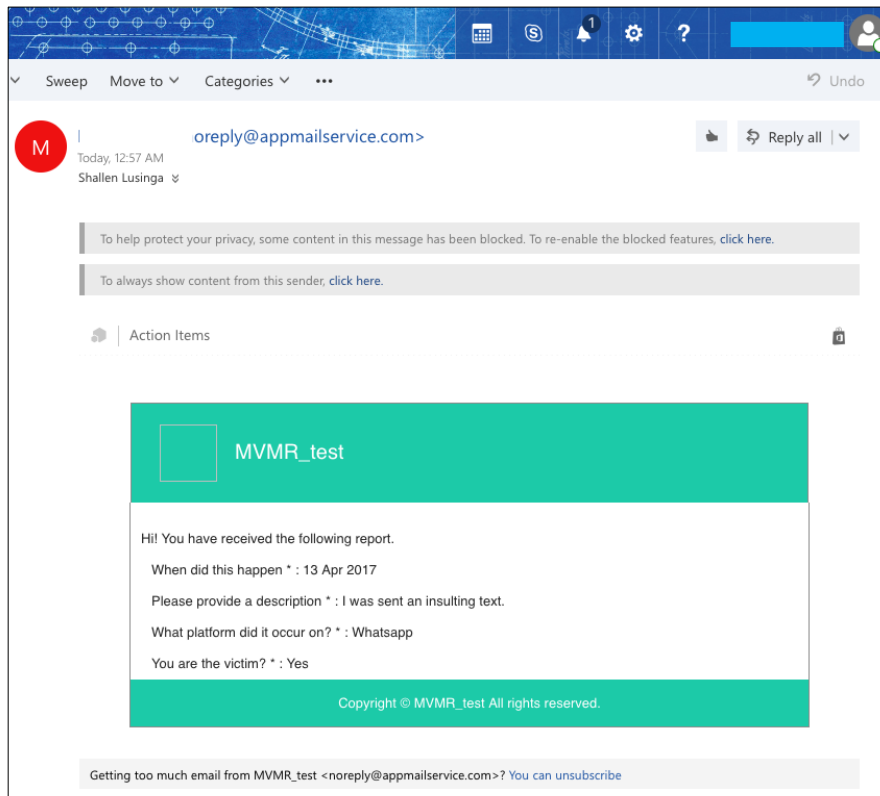 1
?
Sweep Move to Categories ••• Undo
M
oreply@appmailservice.com>
Reply all
Today, 12:57 AM
Shallen Lusinga
To help protect your privacy, some content in this message has been blocked. To re-enable the blocked features, click here.
To always show content from this sender, click here.
Action Items
MVMR_test
Hi! You have received the following report.
When did this happen * : 13 Apr 2017
Please provide a description * : I was sent an insulting text.
What platform did it occur on? * : Whatsapp
You are the victim? * : Yes
Copyright © MVMR_test All rights reserved.
Getting too much email from MVMR_test <noreply@appmailservice.com>? You can unsubscribe